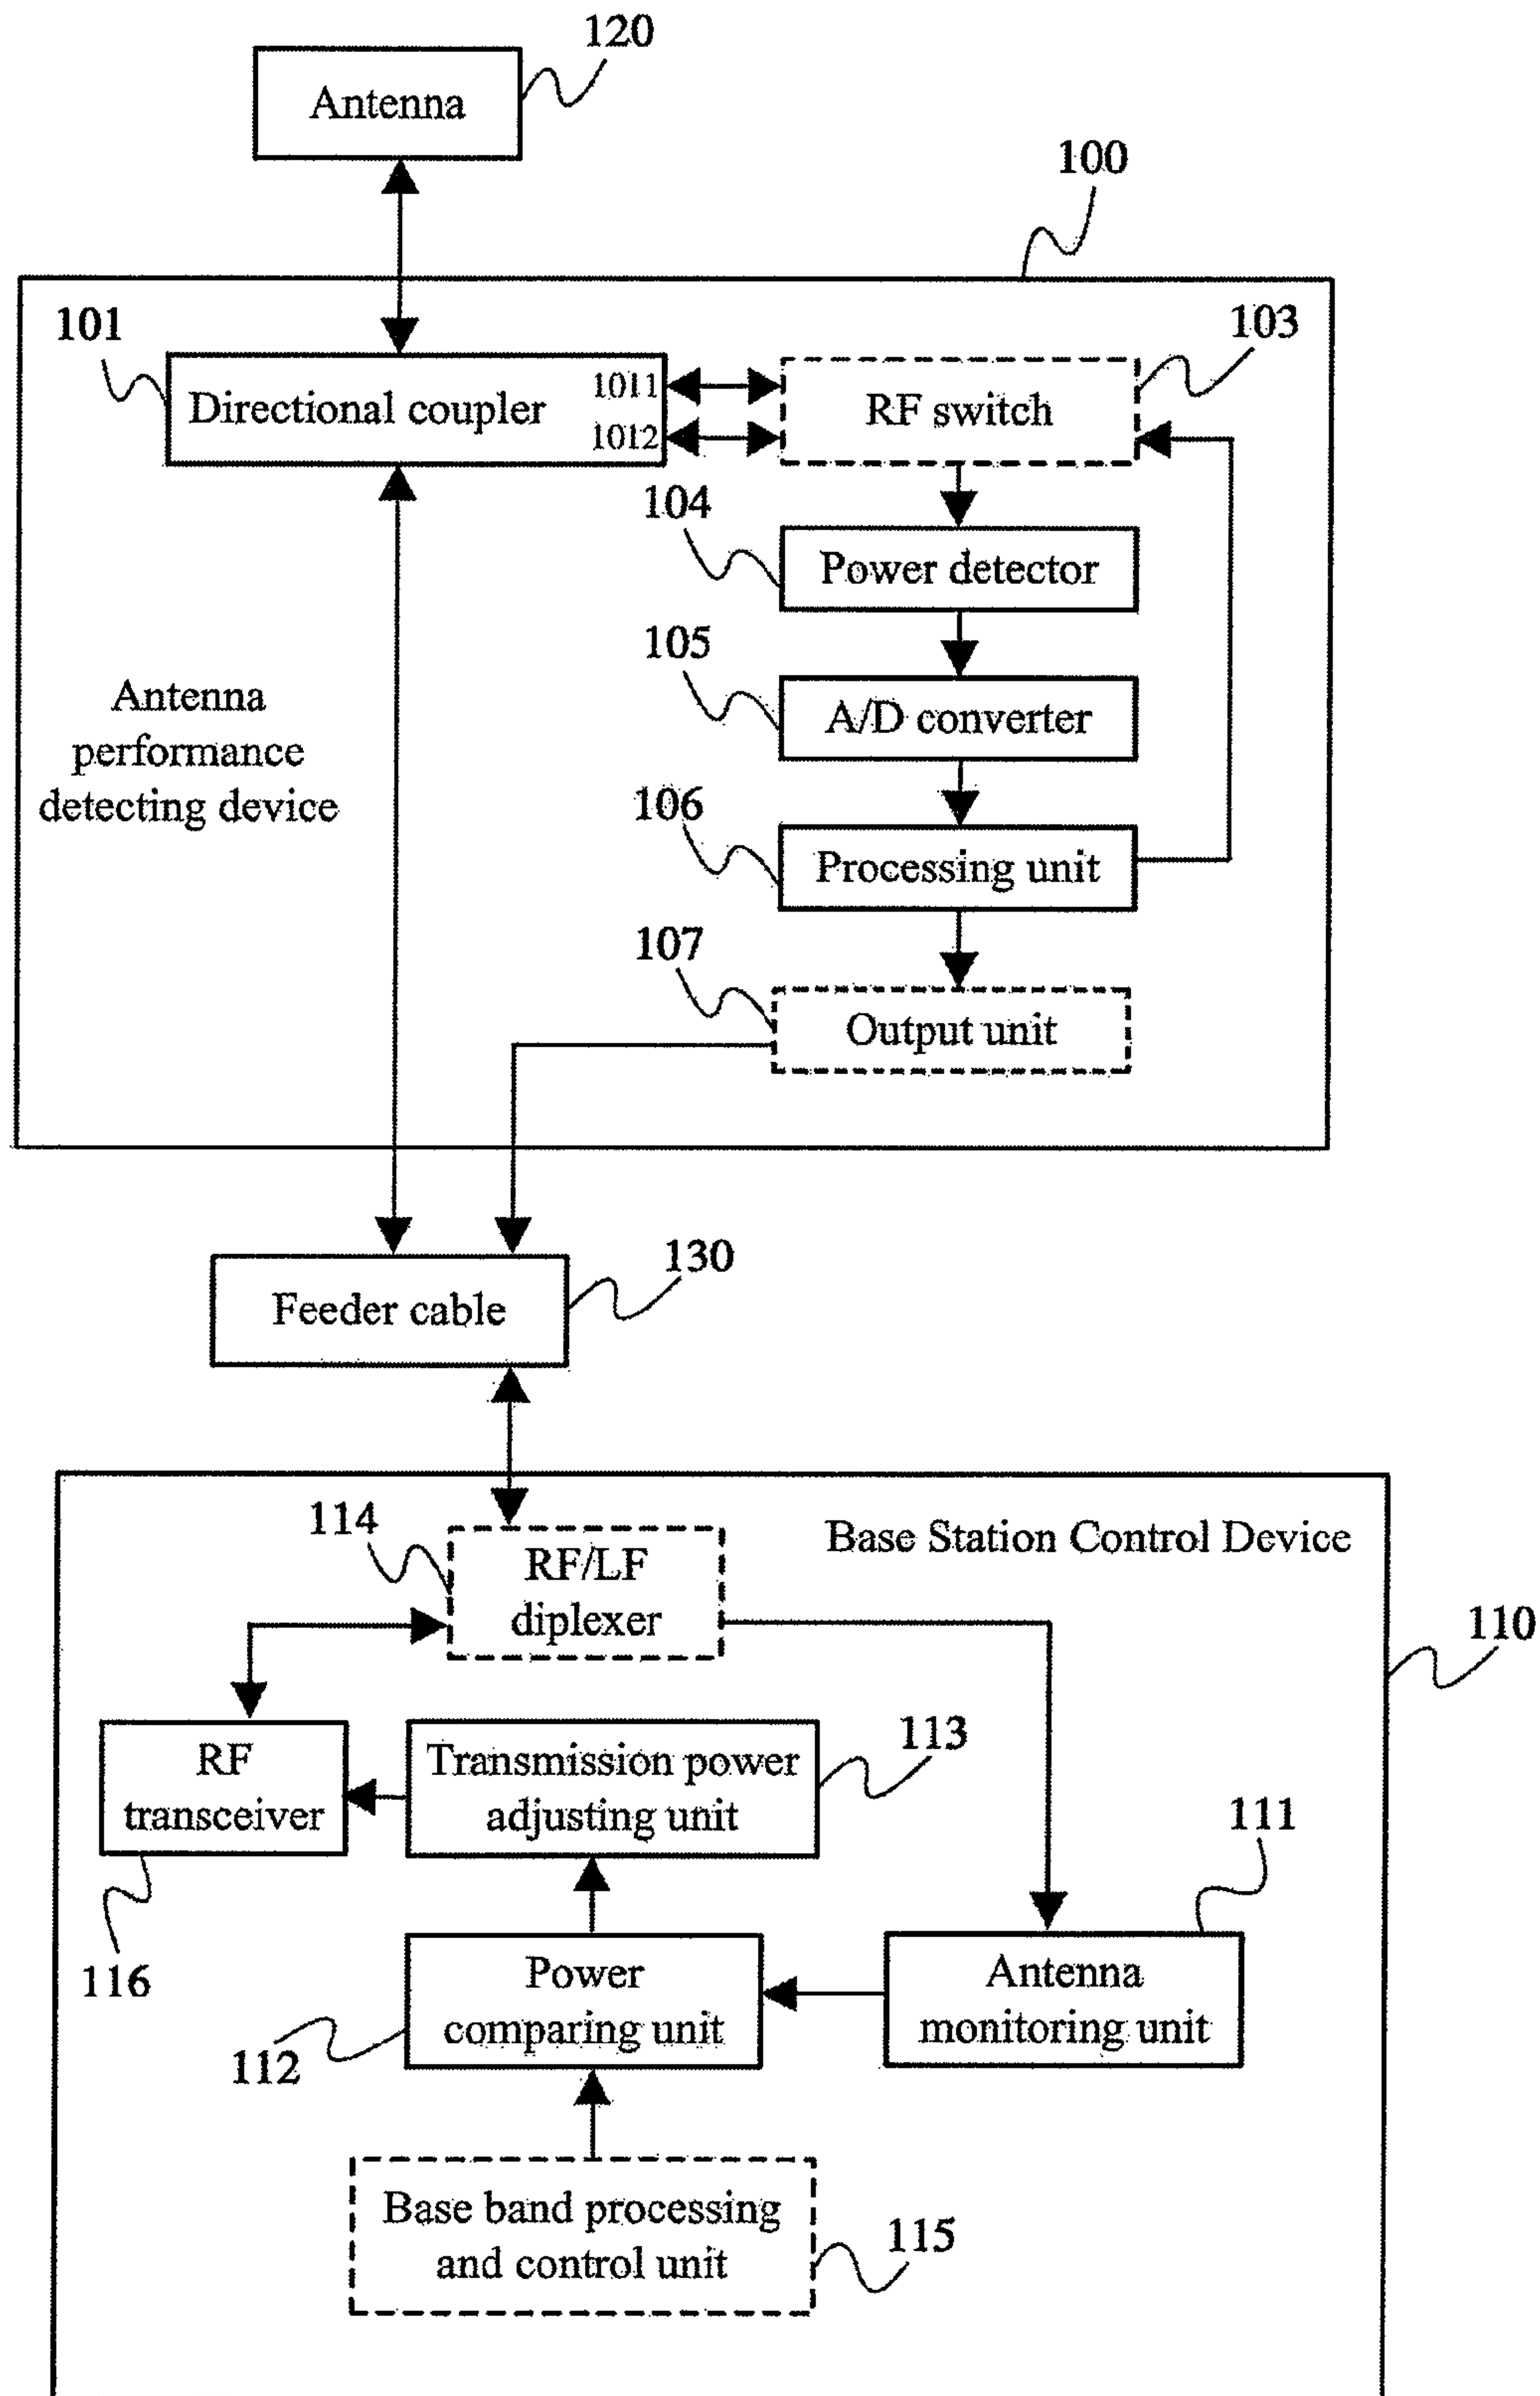 120
Antenna
100
101
103
Directional coupler
1011
1012
RF switch
104
Power detector
105
A/D converter
Antenna
performance
detecting device
106
Processing unit
107
Output unit
130
Feeder cable
114
RF/LF
diplexer
Base Station Control Device
110
RF
transceiver
Transmission power
adjusting unit
113
111
116
Power
comparing unit
Antenna
monitoring unit
112
Base band processing
and control unit
115